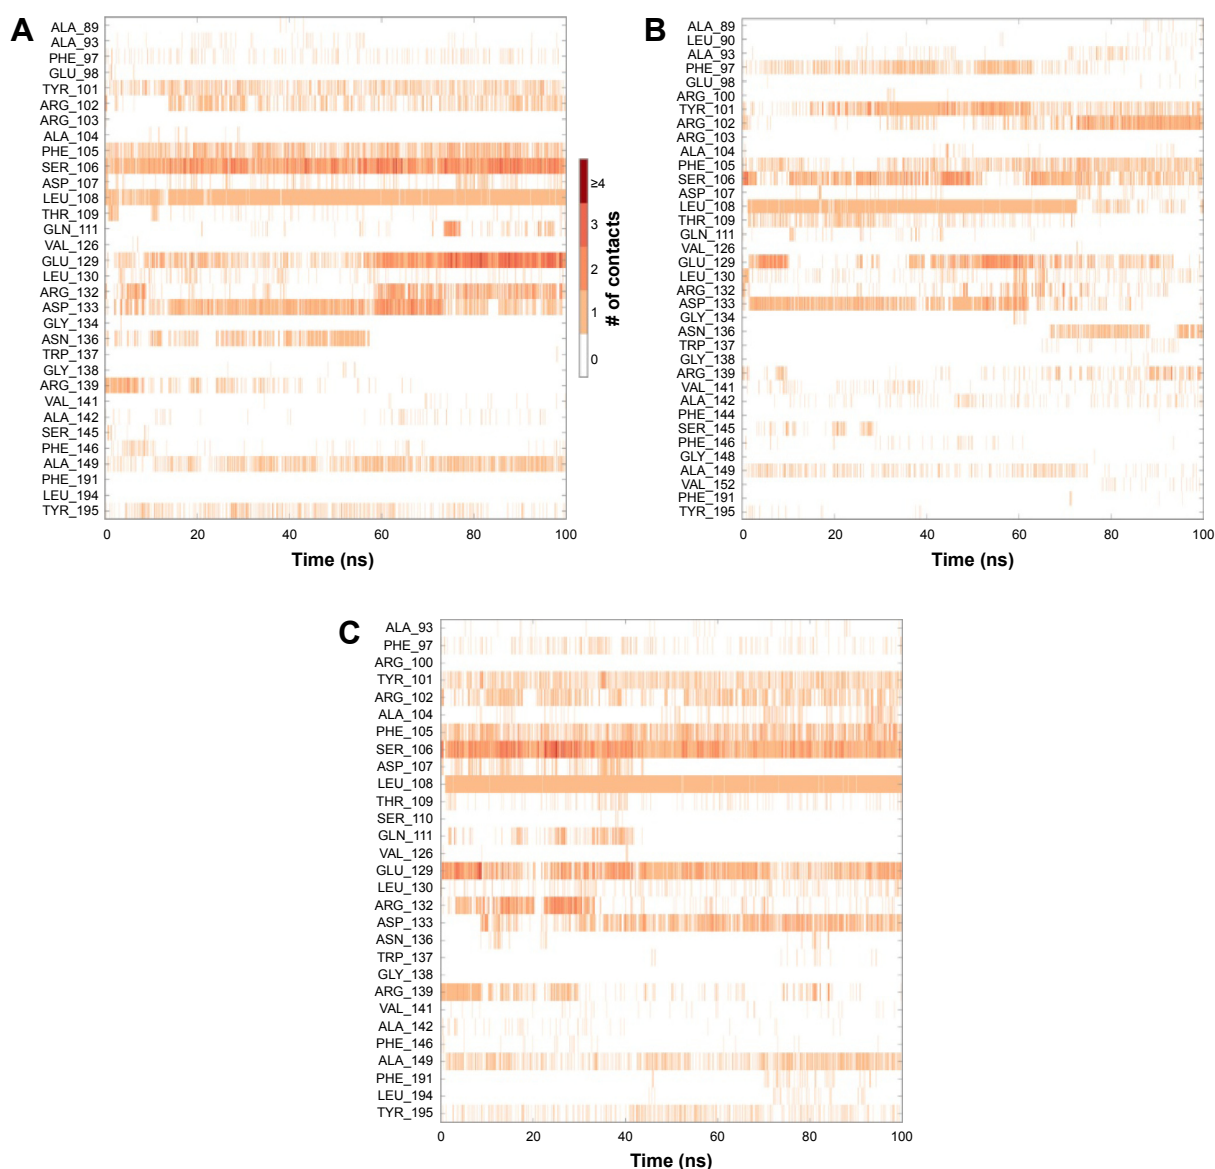 A
ALA_89
ALA_93
PHE_97
GLU_98
TYR_101
ARG_102
ARG_103
ALA_104
PHE_105
SER_106
ASP_107
LEU_108
THR_109
GLN_111
VAL_126
GLU_129
LEU_130
ARG_132
ASP_133
GLY_134
ASN_136
TRP_137
GLY_138
ARG_139
VAL_141
ALA_142
SER_145
PHE_146
ALA_149
PHE_191
LEU_194
TYR_195
0 20 40 60 80 100
Time (ns)
≥4
3
2
1
0
# of contacts
B
ALA_89
LEU_90
ALA_93
PHE_97
GLU_98
ARG_100
TYR_101
ARG_102
ARG_103
ALA_104
PHE_105
SER_106
ASP_107
LEU_108
THR_109
GLN_111
VAL_126
GLU_129
LEU_130
ARG_132
ASP_133
GLY_134
ASN_136
TRP_137
GLY_138
ARG_139
VAL_141
ALA_142
PHE_144
SER_145
PHE_146
GLY_148
ALA_149
VAL_152
PHE_191
TYR_195
0 20 40 60 80 100
Time (ns)
C
ALA_93
PHE_97
ARG_100
TYR_101
ARG_102
ALA_104
PHE_105
SER_106
ASP_107
LEU_108
THR_109
SER_110
GLN_111
VAL_126
GLU_129
LEU_130
ARG_132
ASP_133
ASN_136
TRP_137
GLY_138
ARG_139
VAL_141
ALA_142
PHE_146
ALA_149
PHE_191
LEU_194
TYR_195
0 20 40 60 80 100
Time (ns)